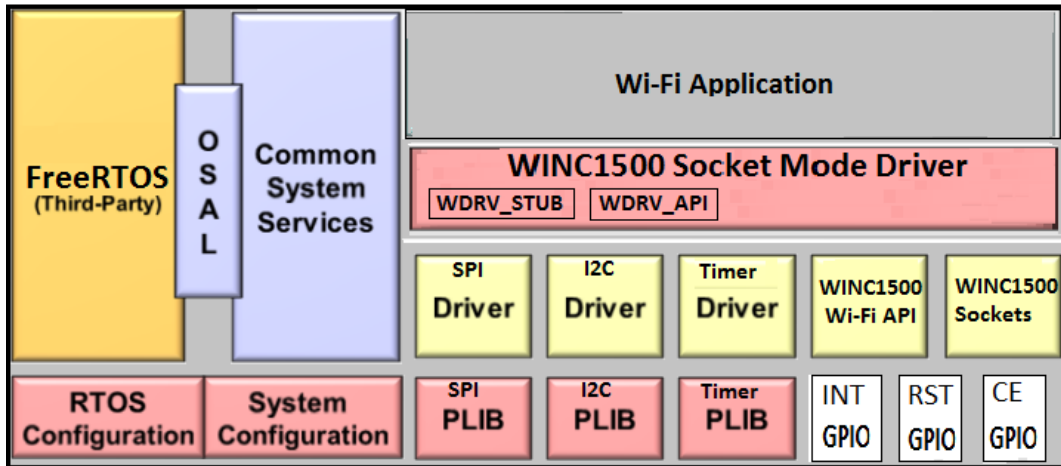 FreeRTOS
(Third-Party)
O
S
A
L
Common
System
Services
Wi-Fi Application
WINC1500 Socket Mode Driver
WDRV_STUB
WDRV_API
SPI
Driver
I2C
Driver
Timer
Driver
WINC1500
Wi-Fi API
WINC1500
Sockets
RTOS
Configuration
System
Configuration
SPI
PLIB
I2C
PLIB
Timer
PLIB
INT
GPIO
RST
GPIO
CE
GPIO